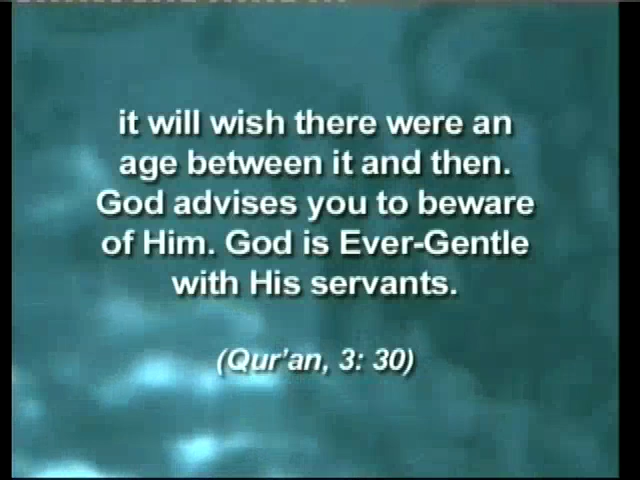 it will wish there were an
age between it and then.
God advises you to beware
of Him. God is Ever-Gentle
with His servants.
(Qur'an, 3: 30)